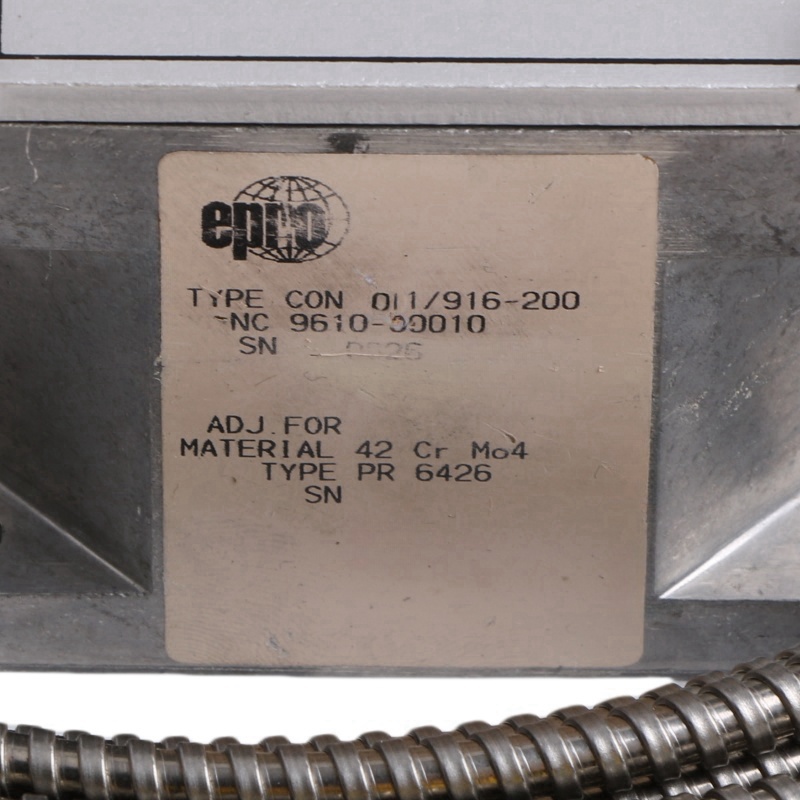 epro
TYPE CON 011/916-200
ENC 9610-00010
SN
ADJ.FOR
MATERIAL 42 Cr Mo4
TYPE PR 6426
SN